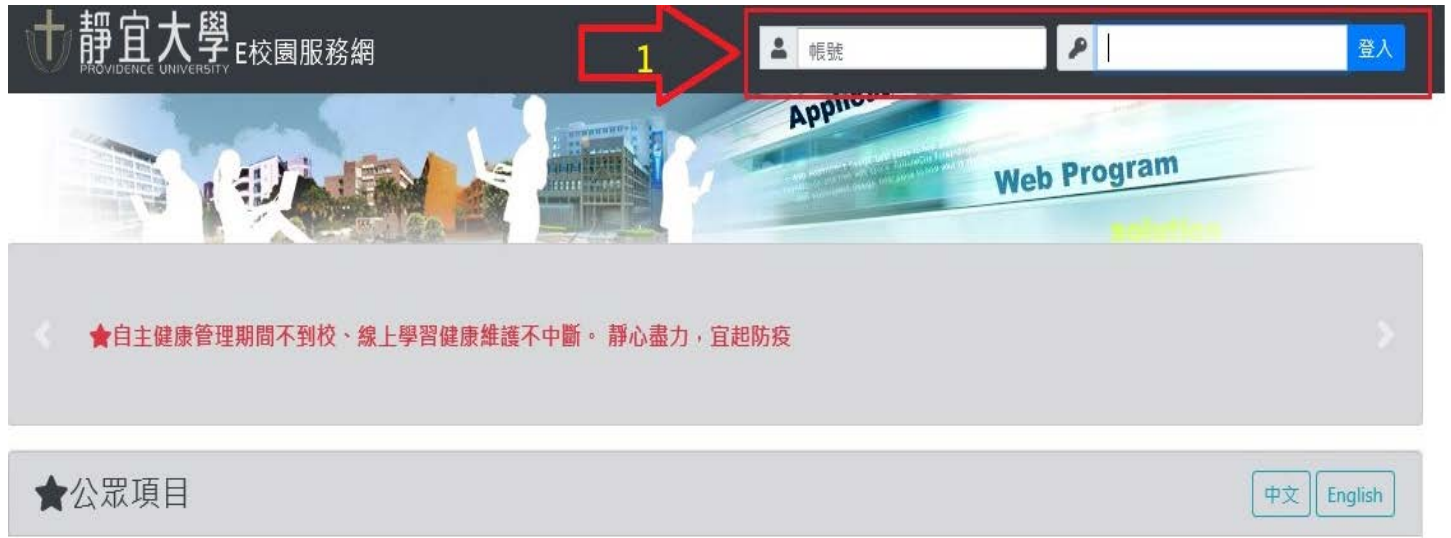 靜宜大學 E校園服務網
PROVIDENCE UNIVERSITY
1
帳號
登入
Web Program
solution
★自主健康管理期間不到校、線上學習健康維護不中斷。 靜心盡力，宜起防疫
★公眾項目
中文
English